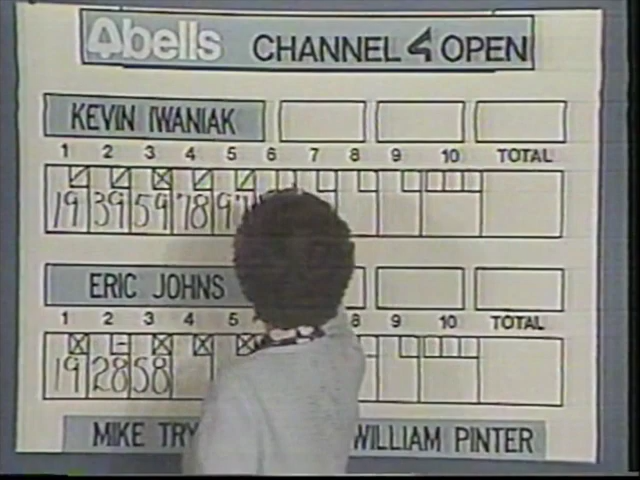 4bells CHANNEL 4 OPEN
KEVIN IWANIAK
1 2 3 4 5 6 7 8 9 10 TOTAL
19 39 59 78
ERIC JOHNS
1 2 3 4 5 8 9 10 TOTAL
19 28 58
MIKE WILLIAM PINTER